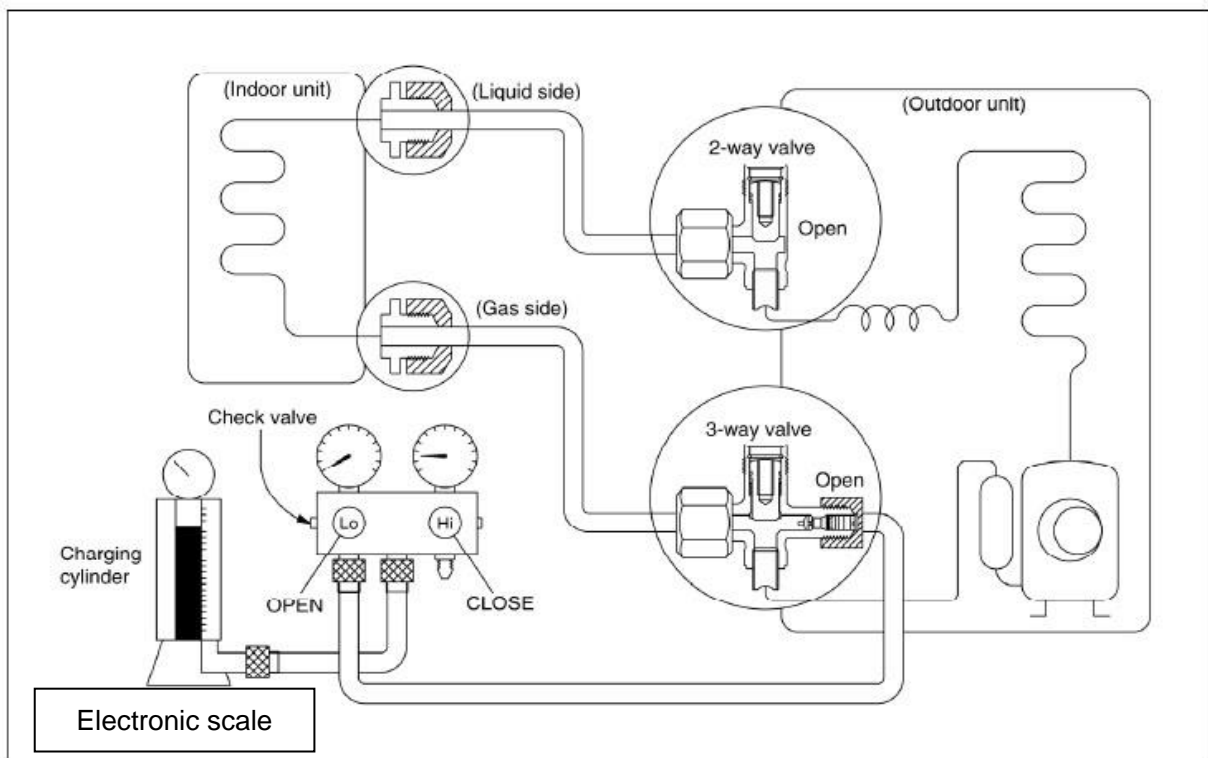 (Indoor unit)
(Liquid side)
(Outdoor unit)
2-way valve
Open
(Gas side)
Check valve
3-way valve
Open
Lo
Hi
Charging
cylinder
OPEN
CLOSE
Electronic scale